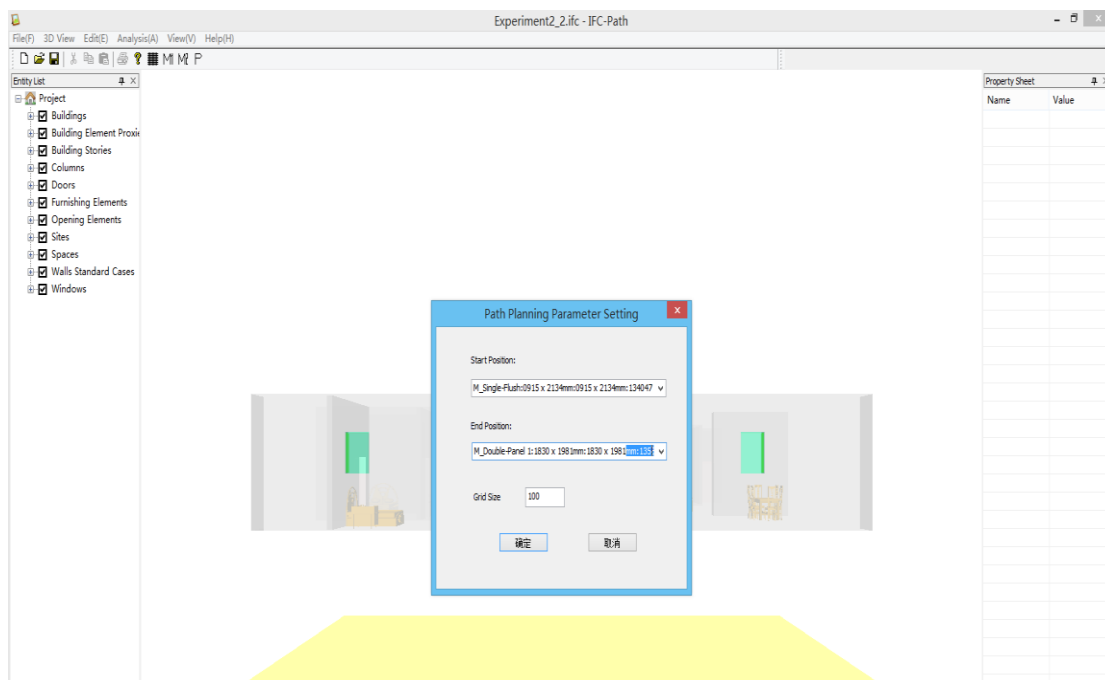 Experiment2_2.ifc - IFC-Path
File(F) 3D View Edit(E) Analysis(A) View(V) Help(H)
Entity List
Property Sheet
Project
Name Value
Buildings
Building Element Proxie
Building Stories
Columns
Doors
Furnishing Elements
Opening Elements
Sites
Spaces
Walls Standard Cases
Windows
Path Planning Parameter Setting
Start Position:
M_Single-Flush:0915 x 2134mm:0915 x 2134mm:134047
End Position:
M_Double-Panel 1:1830 x 1981mm:1830 x 1981mm:135
Grid Size 100
确定 取消